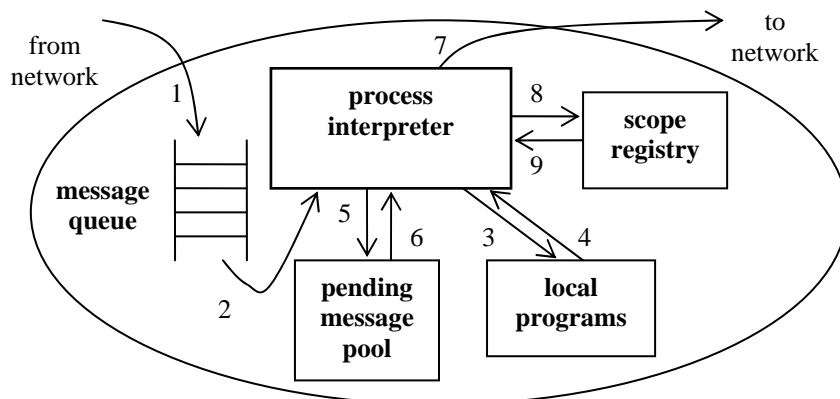 from
network
to
network
7
1
process
interpreter
8
9
scope
registry
message
queue
2
5
6
3
4
pending
message
pool
local
programs